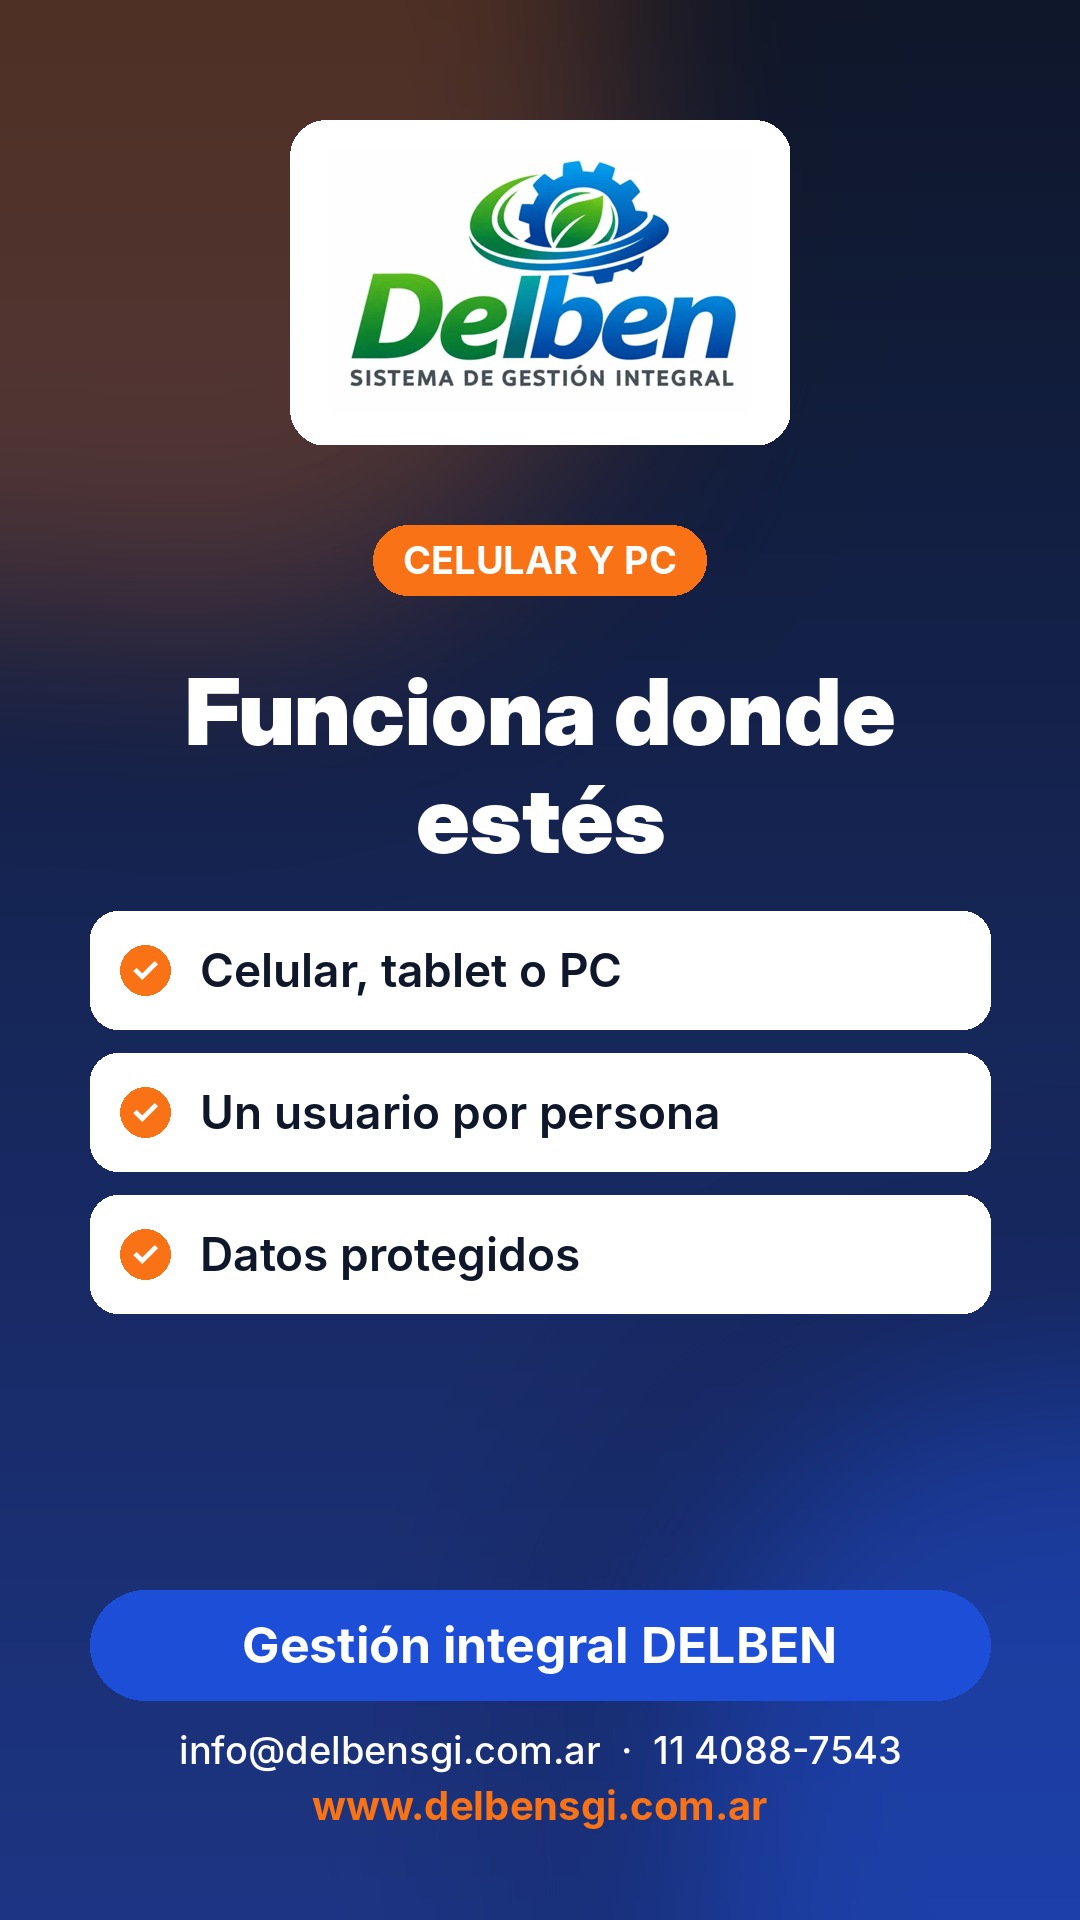 Delben
SISTEMA DE GESTIÓN INTEGRAL
CELULAR Y PC
Funciona donde
estés
Celular, tablet o PC
Un usuario por persona
Datos protegidos
Gestión integral DELBEN
info@delbensgi.com.ar · 11 4088-7543
www.delbensgi.com.ar